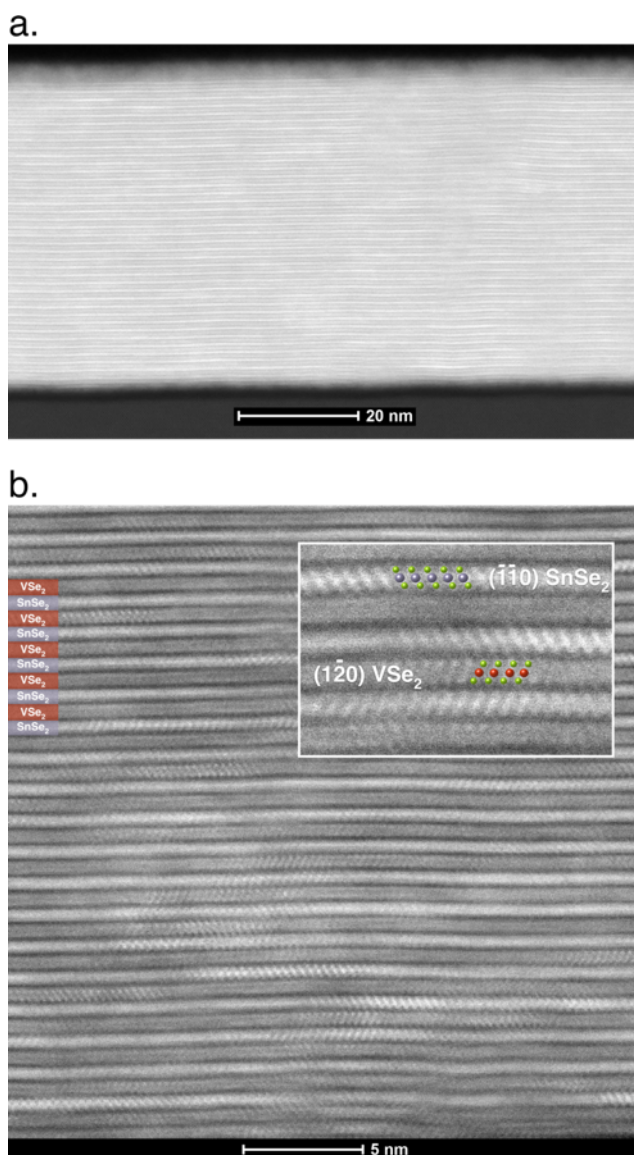 a.
20 nm
b.
VSe₂
SnSe₂
VSe₂
SnSe₂
VSe₂
SnSe₂
VSe₂
SnSe₂
VSe₂
SnSe₂
(1̅1̅0) SnSe₂
(12̅0) VSe₂
5 nm